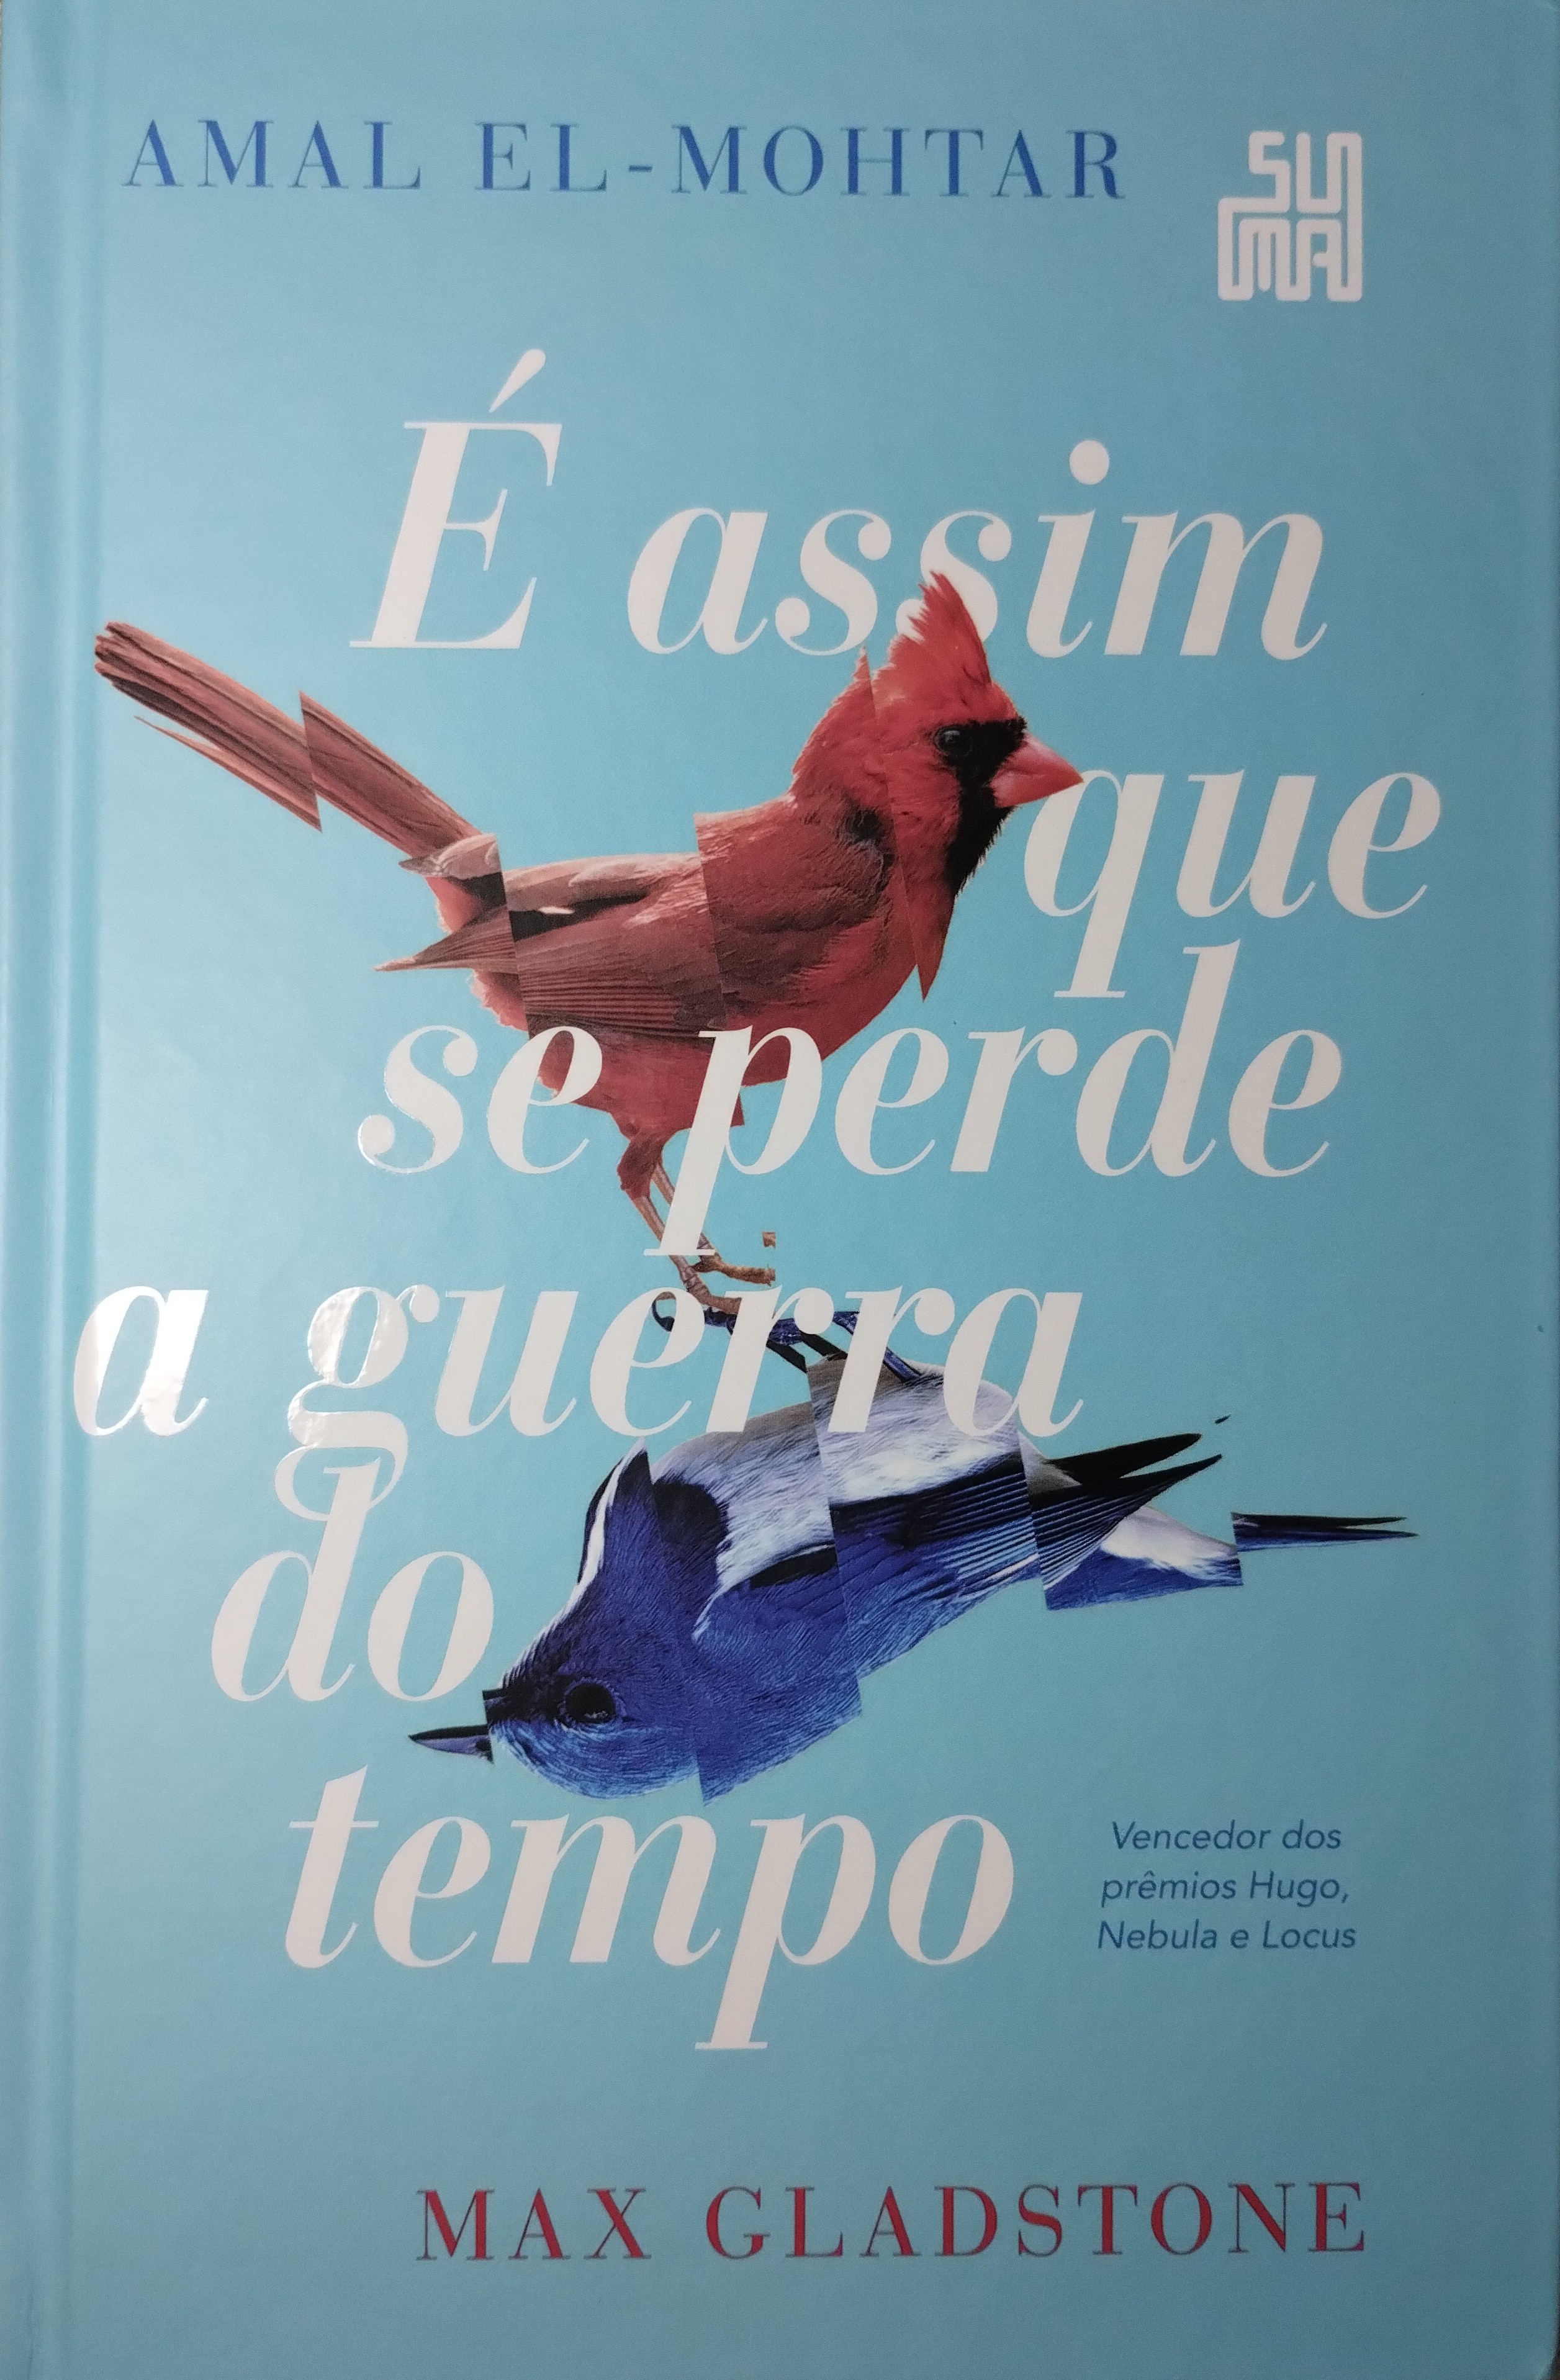 AMAL EL-MOHTAR
SUMA
É assim
que
se perde
a guerra
do
tempo
Vencedor dos
prêmios Hugo,
Nebula e Locus
MAX GLADSTONE